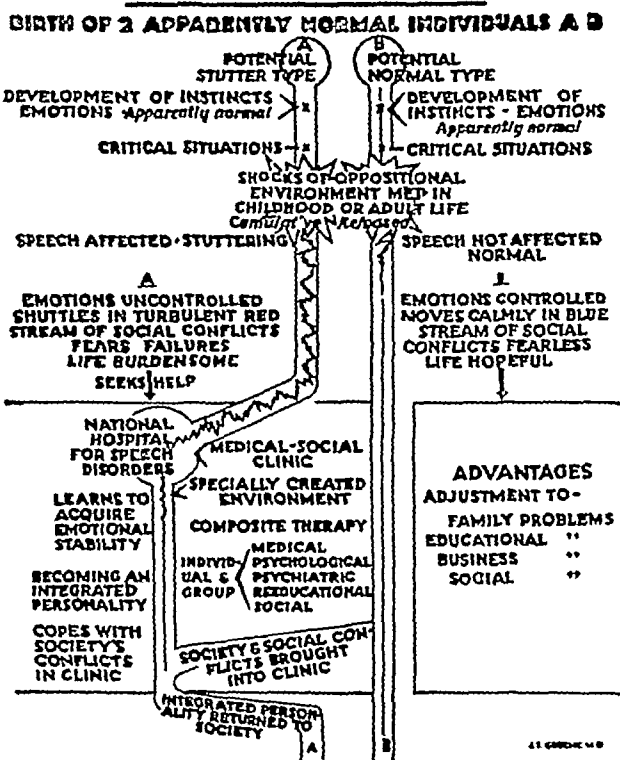 BIRTH OF 2 APPARENTLY NORMAL INDIVIDUALS A B
A
POTENTIAL
STUTTER TYPE
B
POTENTIAL
NORMAL TYPE
DEVELOPMENT OF INSTINCTS
EMOTIONS - Apparently normal
DEVELOPMENT OF
INSTINCTS - EMOTIONS
Apparently normal
CRITICAL SITUATIONS
CRITICAL SITUATIONS
SHOCKS OF OPPOSITIONAL
ENVIRONMENT MET IN
CHILDHOOD OR ADULT LIFE
SPEECH AFFECTED - STUTTERING
SPEECH NOT AFFECTED
NORMAL
A
EMOTIONS UNCONTROLLED
SHUTTLES IN TURBULENT RED
STREAM OF SOCIAL CONFLICTS
FEARS FAILURES
LIFE BURDENSOME
SEEKS HELP
EMOTIONS CONTROLLED
MOVES CALMLY IN BLUE
STREAM OF SOCIAL
CONFLICTS FEARLESS
LIFE HOPEFUL
NATIONAL
HOSPITAL
FOR SPEECH
DISORDERS
MEDICAL-SOCIAL
CLINIC
SPECIALLY CREATED
ENVIRONMENT
LEARNS TO
ACQUIRE
EMOTIONAL
STABILITY
COMPOSITE THERAPY
INDIVID-
UAL &
GROUP
MEDICAL
PSYCHOLOGICAL
PSYCHIATRIC
REEDUCATIONAL
SOCIAL
BECOMING AN
INTEGRATED
PERSONALITY
COPES WITH
SOCIETY'S
CONFLICTS
IN CLINIC
SOCIETY & SOCIAL CON-
FLICTS BROUGHT
INTO CLINIC
INTEGRATED PERSON-
ALITY RETURNED TO
SOCIETY
A
B
ADVANTAGES
ADJUSTMENT TO-
FAMILY PROBLEMS
EDUCATIONAL "
BUSINESS "
SOCIAL "